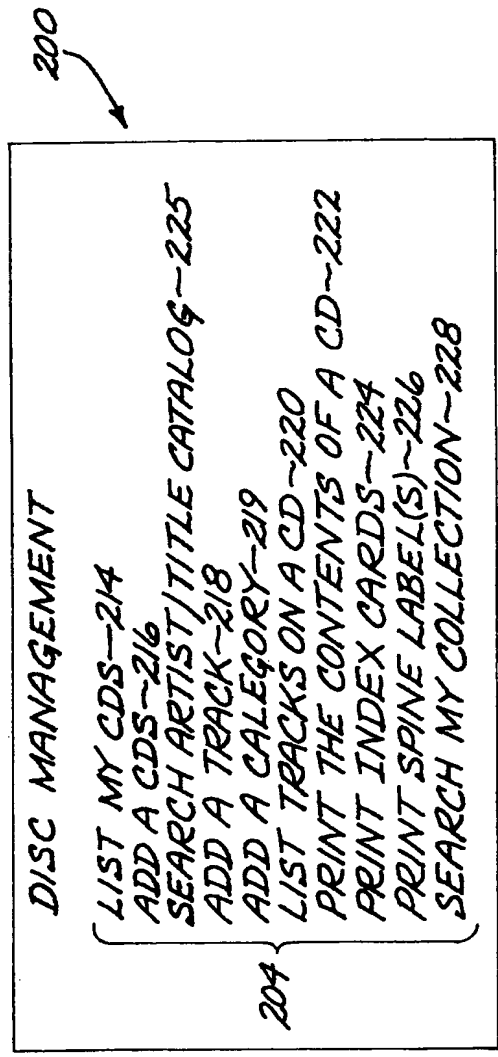 200
DISC MANAGEMENT
LIST MY CDS~214
ADD A CDS~216
SEARCH ARTIST/TITLE CATALOG~225
ADD A TRACK~218
ADD A CALEGORY~219
LIST TRACKS ON A CD~220
PRINT THE CONTENTS OF A CD~222
PRINT INDEX CARDS~224
PRINT SPINE LABEL(S)~226
SEARCH MY COLLECTION~228
204